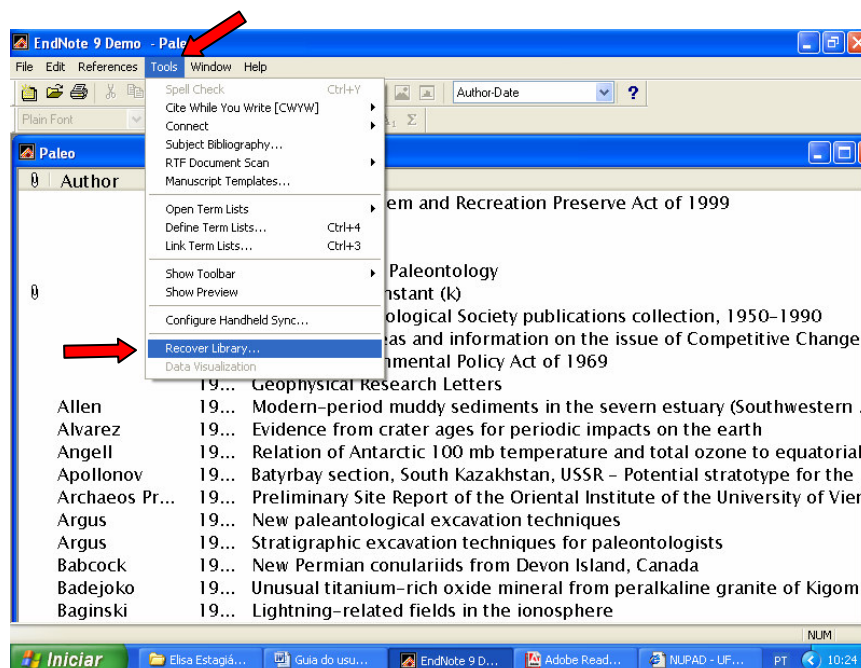 EndNote 9 Demo - Pale
File Edit References Tools Window Help
Author-Date ?
Plain Font Σ
Spell Check Ctrl+Y
Cite While You Write [CWYW]
Connect
Subject Bibliography...
RTF Document Scan
Manuscript Templates...
Open Term Lists
Define Term Lists... Ctrl+4
Link Term Lists... Ctrl+3
Show Toolbar
Show Preview
Configure Handheld Sync...
Recover Library...
Data Visualization
Paleo
Author
em and Recreation Preserve Act of 1999
Paleontology
nstant (k)
ological Society publications collection, 1950-1990
as and information on the issue of Competitive Change
nmental Policy Act of 1969
19... Geophysical Research Letters
Allen 19... Modern-period muddy sediments in the severn estuary (Southwestern .
Alvarez 19... Evidence from crater ages for periodic impacts on the earth
Angell 19... Relation of Antarctic 100 mb temperature and total ozone to equatorial
Apollonov 19... Batyrbay section, South Kazakhstan, USSR - Potential stratotype for the
Archaeos Pr... 19... Preliminary Site Report of the Oriental Institute of the University of Vier
Argus 19... New paleantological excavation techniques
Argus 19... Stratigraphic excavation techniques for paleontologists
Babcock 19... New Permian conulariids from Devon Island, Canada
Badejoko 19... Unusual titanium-rich oxide mineral from peralkaline granite of Kigom
Baginski 19... Lightning-related fields in the ionosphere
NUM
Iniciar Elisa Estagiá... Guia do usu... EndNote 9 D... Adobe Read... NUPAD - UF... PT 10:24